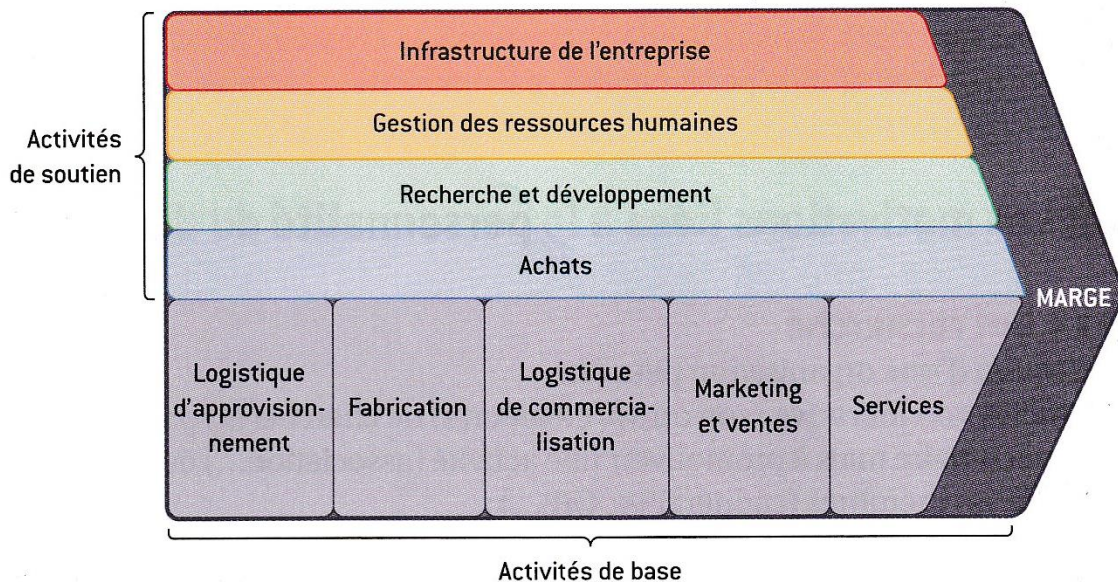 Infrastructure de l'entreprise
Gestion des ressources humaines
Recherche et développement
Achats
Activités
de soutien
MARGE
Logistique
d'approvision-
nement
Fabrication
Logistique
de commercia-
lisation
Marketing
et ventes
Services
Activités de base